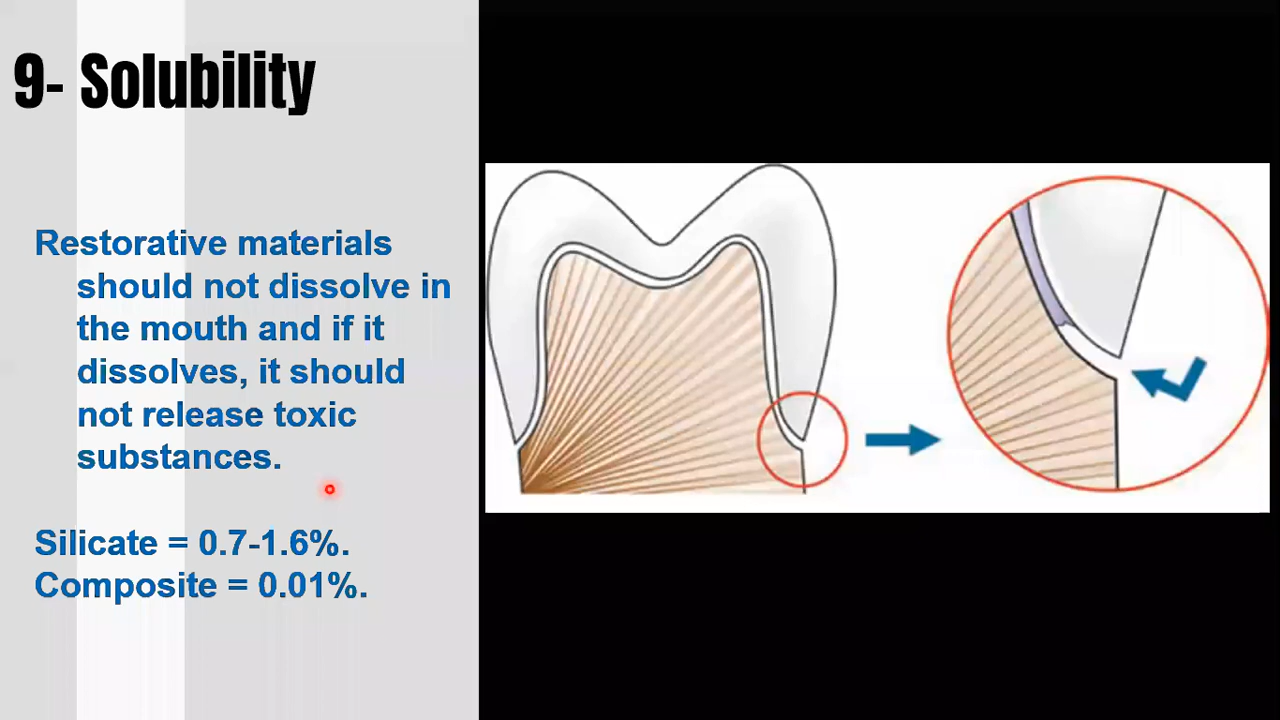 9- Solubility
Restorative materials
should not dissolve in
the mouth and if it
dissolves, it should
not release toxic
substances.
Silicate = 0.7-1.6%.
Composite = 0.01%.